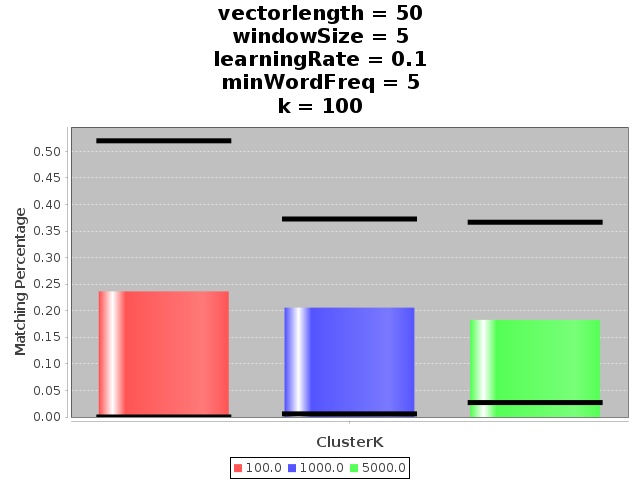 vectorlength = 50
windowSize = 5
learningRate = 0.1
minWordFreq = 5
k = 100
Matching Percentage
0.50
0.45
0.40
0.35
0.30
0.25
0.20
0.15
0.10
0.05
0.00
ClusterK
100.0 1000.0 5000.0